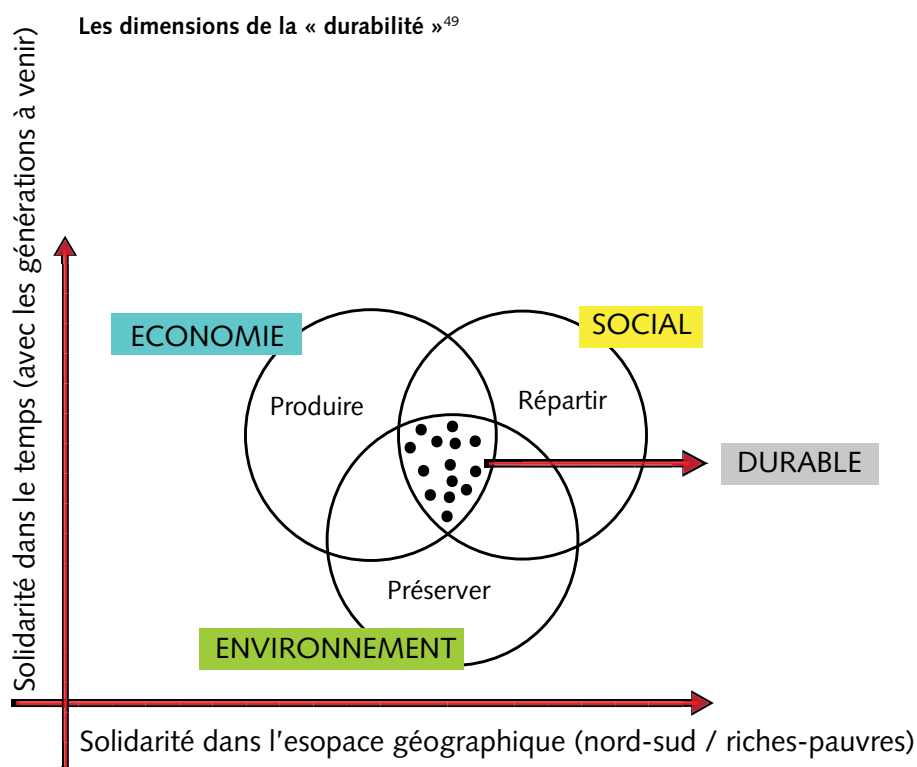 Les dimensions de la « durabilité »49
Solidarité dans le temps (avec les générations à venir)
ECONOMIE
SOCIAL
Produire
Répartir
DURABLE
Préserver
ENVIRONNEMENT
Solidarité dans l'esopace géographique (nord-sud / riches-pauvres)